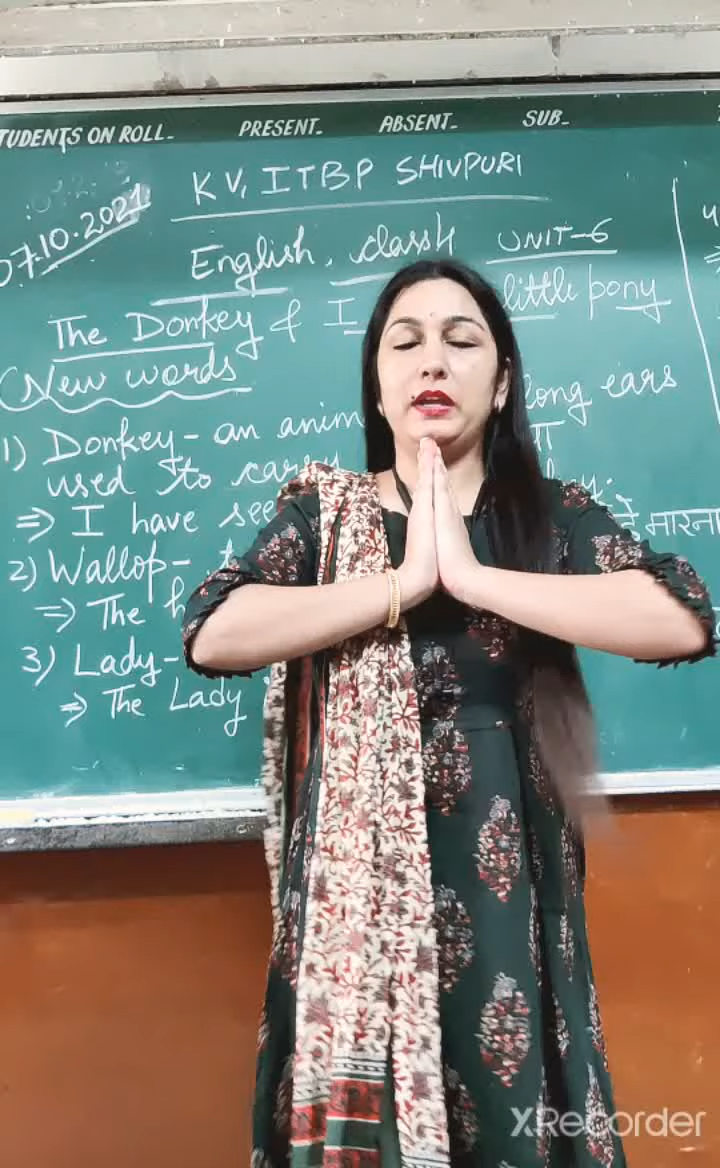 TUDENTS ON ROLL_ PRESENT_ ABSENT_ SUB_
07.10.2021
KV, ITBP SHIVPURI
English, class4 UNIT-6
The Donkey & I little pony
New words
1) Donkey - an anim long ears
used to carry
⇒ I have see
2) Wallop -
हे मारना
⇒ The h
3) Lady -
⇒ The Lady
XRecorder